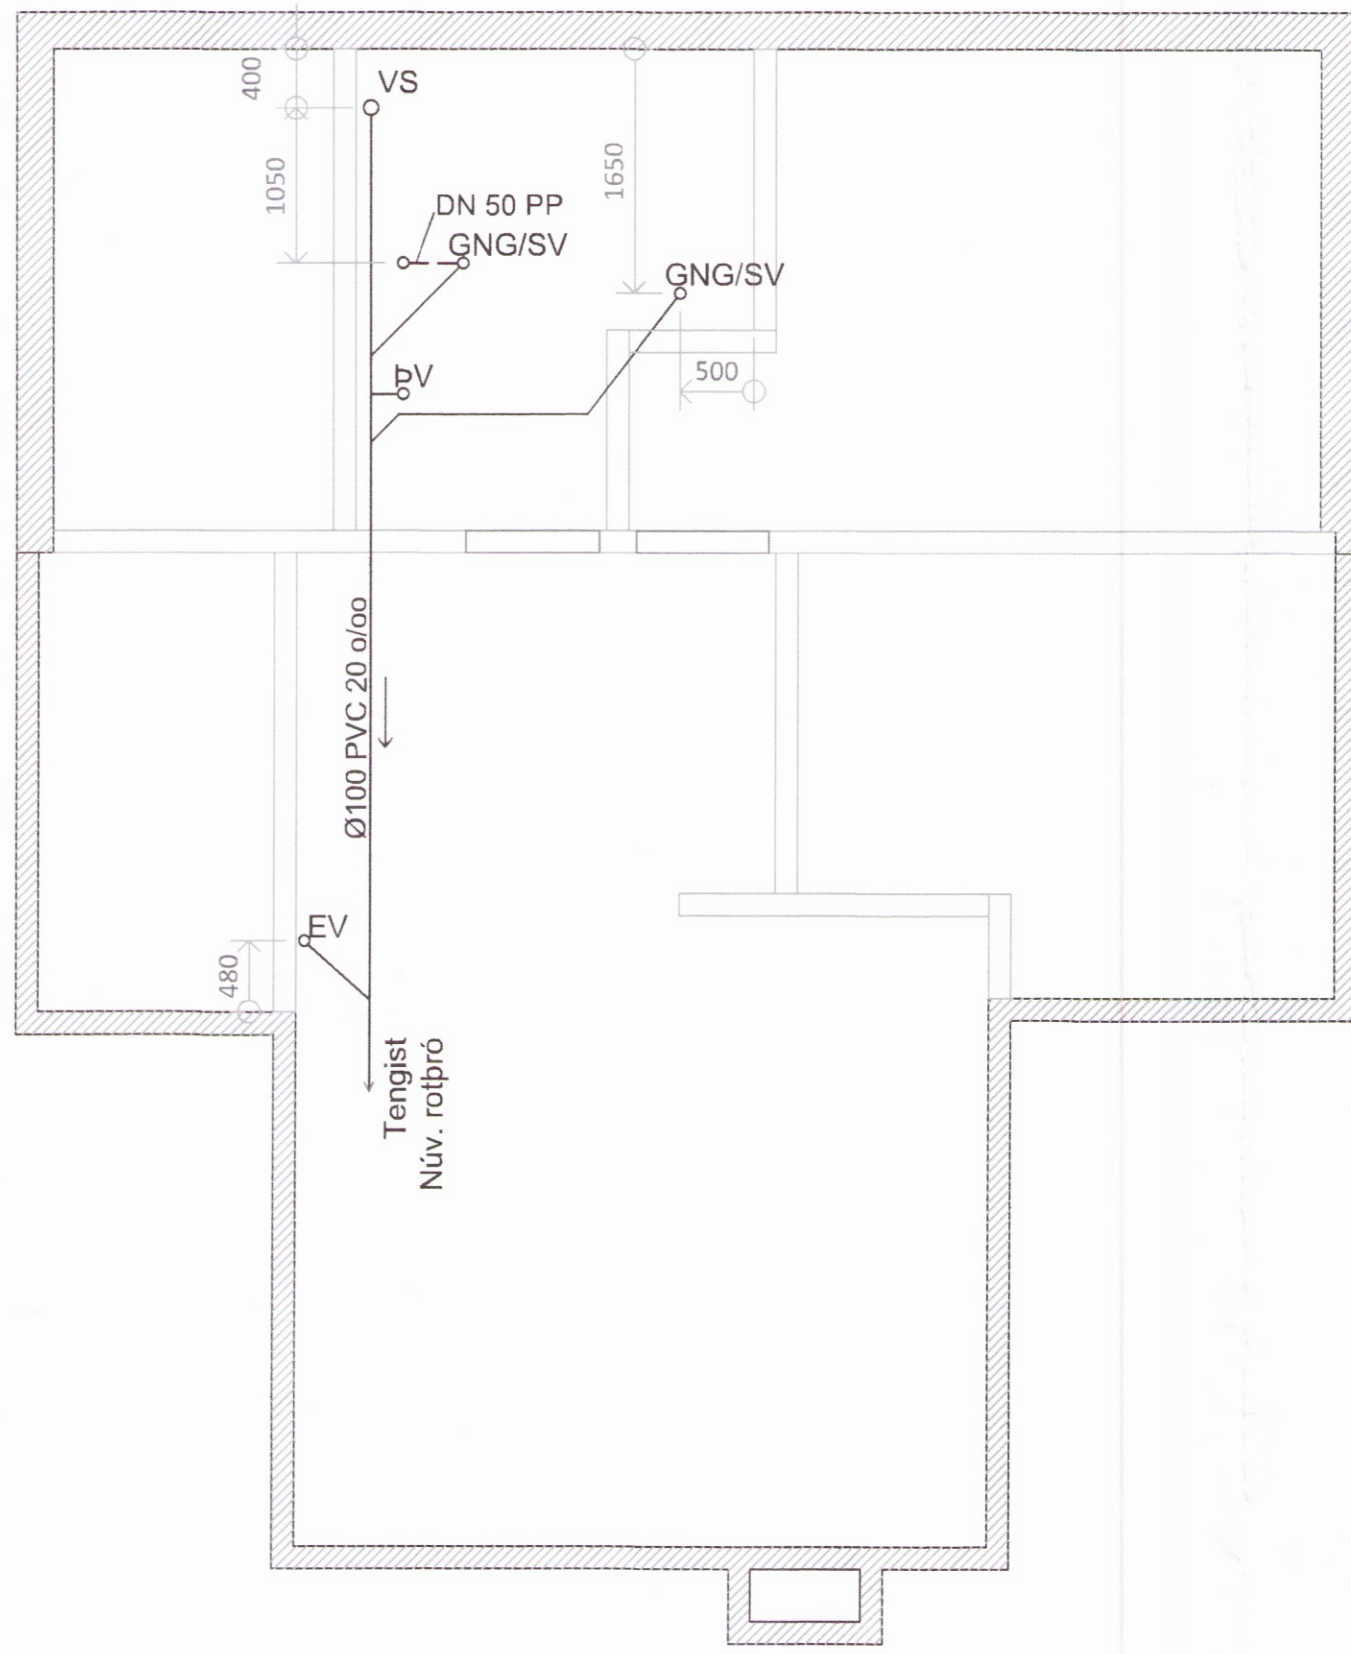 400
VS
1050
1650
DN 50 PP
GNG/SV
GNG/SV
ÞV
500
Ø100 PVC 20 o/oo
EV
480
Tengist
Núv. rotþró